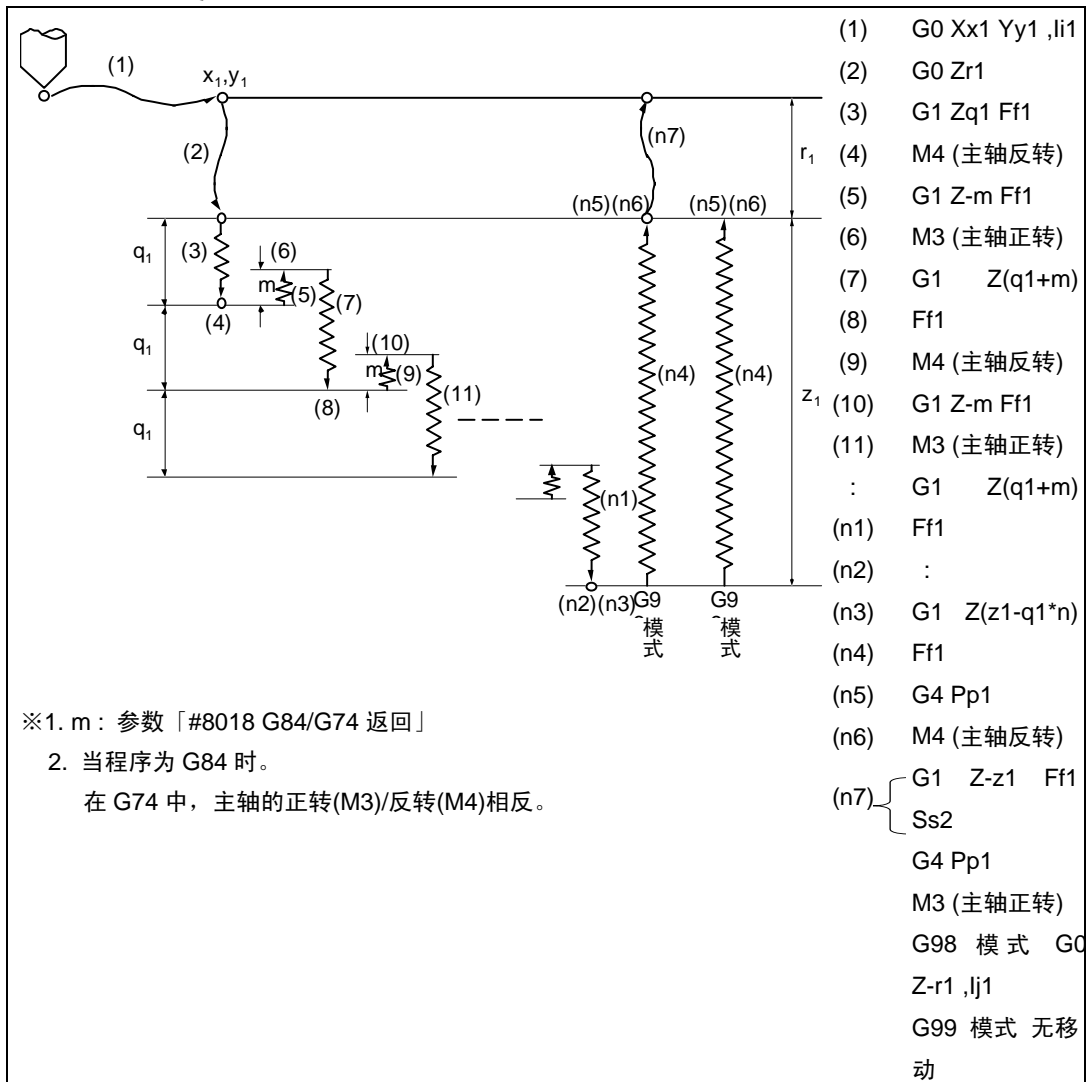 (1)
x1,y1
(2)
(n7)
r1
(n5)(n6)
(n5)(n6)
q1
(3)
(6)
m
(5)
(7)
(4)
q1
(10)
m
(9)
(11)
(8)
(n4)
(n4)
z1
q1
(n1)
(n2)(n3)
G9
模
式
G9
模
式
※1. m : 参数「#8018 G84/G74 返回」
2. 当程序为 G84 时。
在 G74 中，主轴的正转(M3)/反转(M4)相反。
(1) G0 Xx1 Yy1 ,Ii1
(2) G0 Zr1
(3) G1 Zq1 Ff1
(4) M4 (主轴反转)
(5) G1 Z-m Ff1
(6) M3 (主轴正转)
(7) G1 Z(q1+m)
(8) Ff1
(9) M4 (主轴反转)
(10) G1 Z-m Ff1
(11) M3 (主轴正转)
: G1 Z(q1+m)
(n1) Ff1
(n2) :
(n3) G1 Z(z1-q1*n)
(n4) Ff1
(n5) G4 Pp1
(n6) M4 (主轴反转)
(n7) G1 Z-z1 Ff1
Ss2
G4 Pp1
M3 (主轴正转)
G98 模式 G0
Z-r1 ,Ij1
G99 模式 无移
动